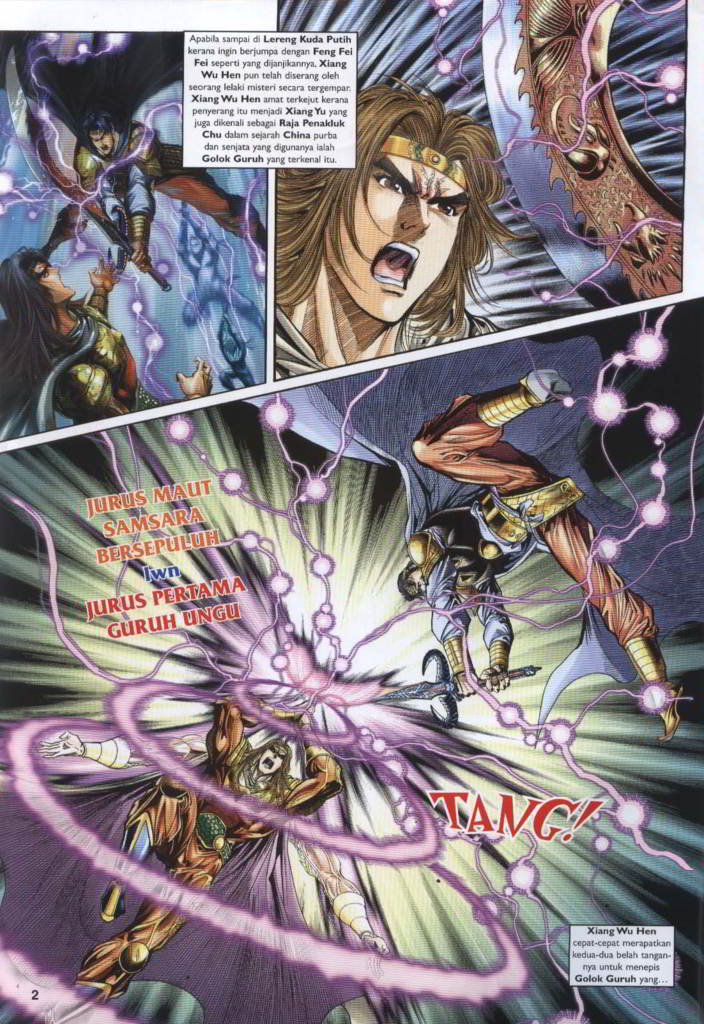 Apabila sampai di Lereng Kuda Putih
kerana ingin berjumpa dengan Feng Fei
Fei seperti yang dijanjikannya, Xiang
Wu Hen pun telah diserang oleh
seorang lelaki misteri secara tergempar.
Xiang Wu Hen amat terkejut kerana
penyerang itu menjadi Xiang Yu yang
juga dikenali sebagai Raja Penakluk
Chu dalam sejarah China purba
dan senjata yang digunanya ialah
Golok Guruh yang terkenal itu.
JURUS MAUT
SAMSARA
BERSEPULUH
lwn
JURUS PERTAMA
GURUH UNGU
TANG!
Xiang Wu Hen
cepat-cepat merapatkan
kedua-dua belah tangan-
nya untuk menepis
Golok Guruh yang...
2